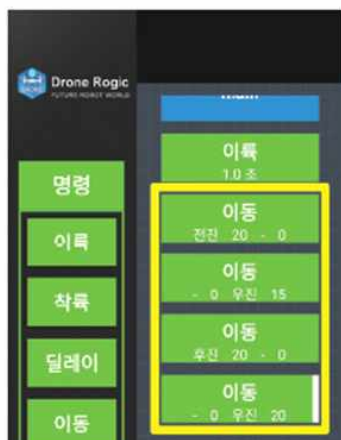 Drone Rogic
FUTURE ROBOT WORLD
명령
이륙
착륙
딜레이
이동
main
이륙
1.0 초
이동
전진 20 - 0
이동
- 0 우진 15
이동
후진 20 - 0
이동
- 0 우진 20